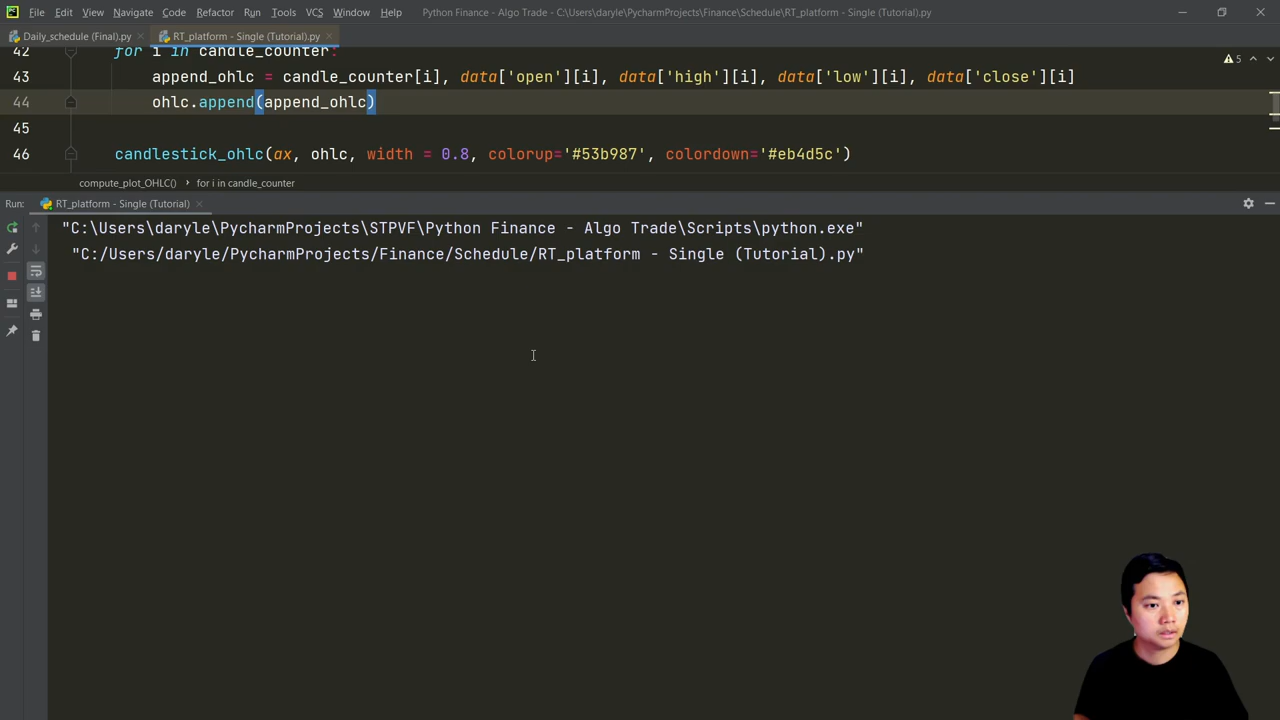 File Edit View Navigate Code Refactor Run Tools VCS Window Help Python Finance - Algo Trade - C:\Users\daryle\PycharmProjects\Finance\Schedule\RT_platform - Single (Tutorial).py
Daily_schedule (Final).py RT_platform - Single (Tutorial).py
42 for i in candle_counter:
43 append_ohlc = candle_counter[i], data['open'][i], data['high'][i], data['low'][i], data['close'][i]
44 ohlc.append(append_ohlc)
45
46 candlestick_ohlc(ax, ohlc, width = 0.8, colorup='#53b987', colordown='#eb4d5c')
5
compute_plot_OHLC() › for i in candle_counter
Run: RT_platform - Single (Tutorial)
"C:\Users\daryle\PycharmProjects\STPVF\Python Finance - Algo Trade\Scripts\python.exe"
"C:/Users/daryle/PycharmProjects/Finance/Schedule/RT_platform - Single (Tutorial).py"